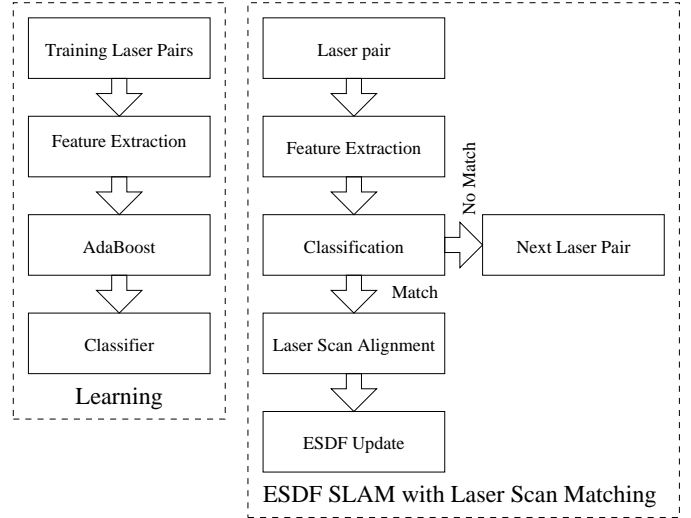 Training Laser Pairs
Feature Extraction
AdaBoost
Classifier
Learning
Laser pair
Feature Extraction
Classification
No Match
Next Laser Pair
Match
Laser Scan Alignment
ESDF Update
ESDF SLAM with Laser Scan Matching